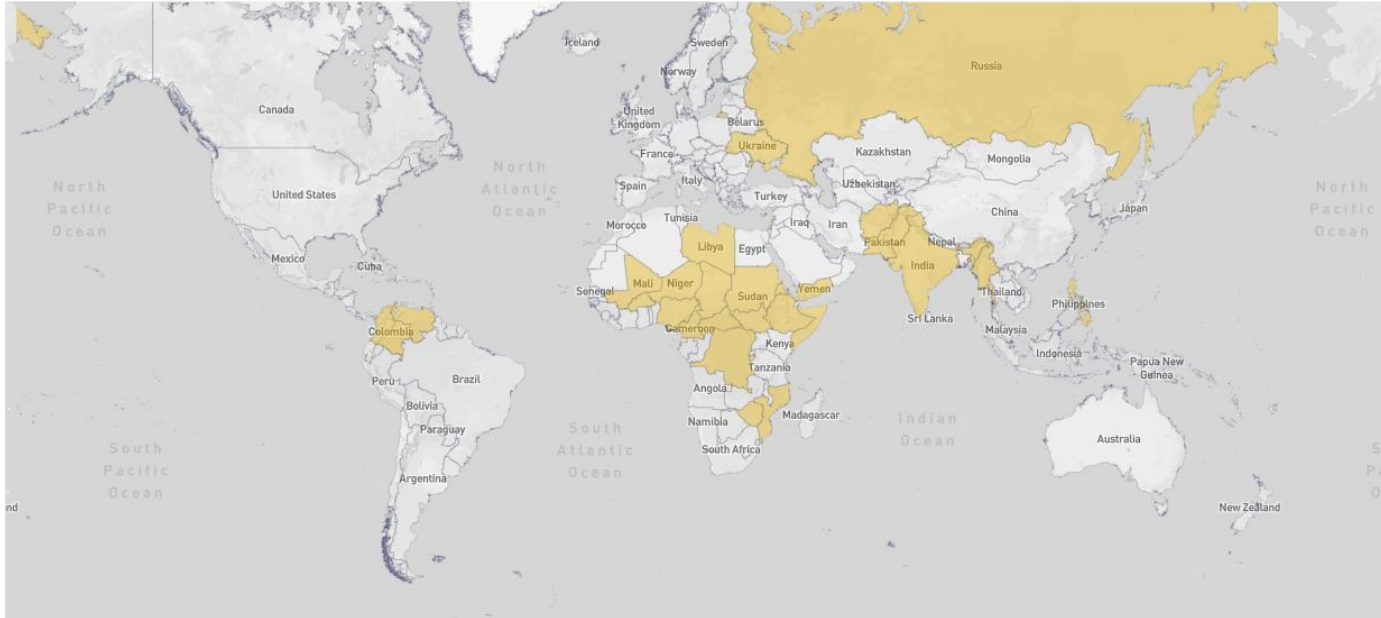 Iceland
Sweden
Russia
Norway
Canada
United
Kingdom
Belarus
Ukraine
France
Kazakhstan
Mongolia
North
Atlantic
Ocean
North
Pacific
Ocean
United States
Spain
Italy
Turkey
Uzbekistan
China
Japan
North
Pacific
Ocean
Morocco
Tunisia
Iraq
Iran
Pakistan
Nepal
Libya
Egypt
Mexico
Cuba
India
Senegal
Mali
Niger
Sudan
Yemen
Thailand
Philippines
Sri Lanka
Colombia
Cameroon
Kenya
Malaysia
Indonesia
Papua New
Guinea
Peru
Brazil
Tanzania
Angola
Bolivia
Namibia
Madagascar
Indian
Ocean
Paraguay
South
Atlantic
Ocean
South Africa
Australia
South
Pacific
Ocean
Argentina
New Zealand
nd
S
P
O